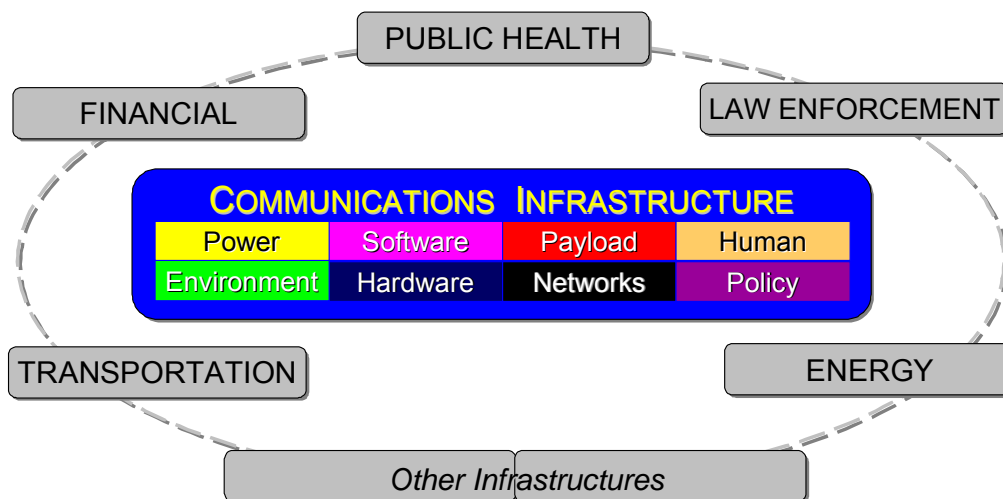 PUBLIC HEALTH
FINANCIAL
LAW ENFORCEMENT
COMMUNICATIONS INFRASTRUCTURE
Power Software Payload Human
Environment Hardware Networks Policy
TRANSPORTATION
ENERGY
Other Infrastructures